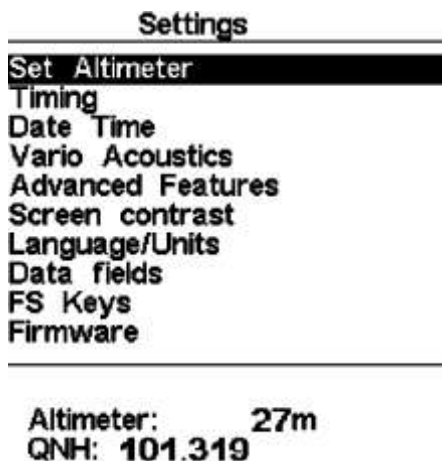 Settings
Set Altimeter
Timing
Date Time
Vario Acoustics
Advanced Features
Screen contrast
Language/Units
Data fields
FS Keys
Firmware
Altimeter: 27m
QNH: 101.319